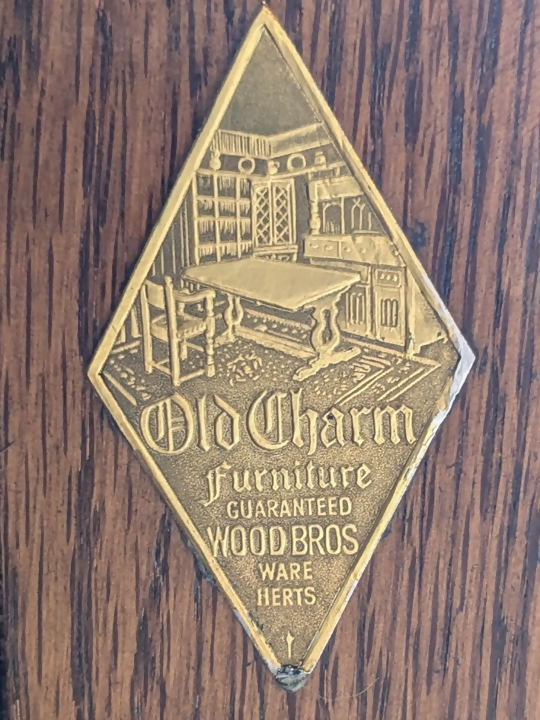 Old Charm
Furniture
GUARANTEED
WOOD BROS
WARE
HERTS